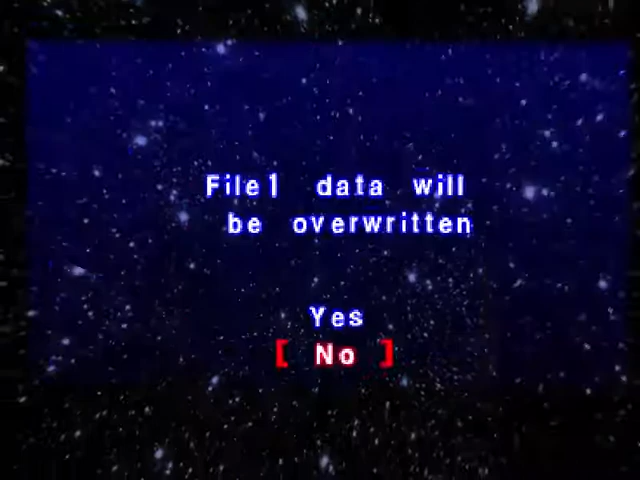 File1 data will
be overwritten
Yes
[ No ]